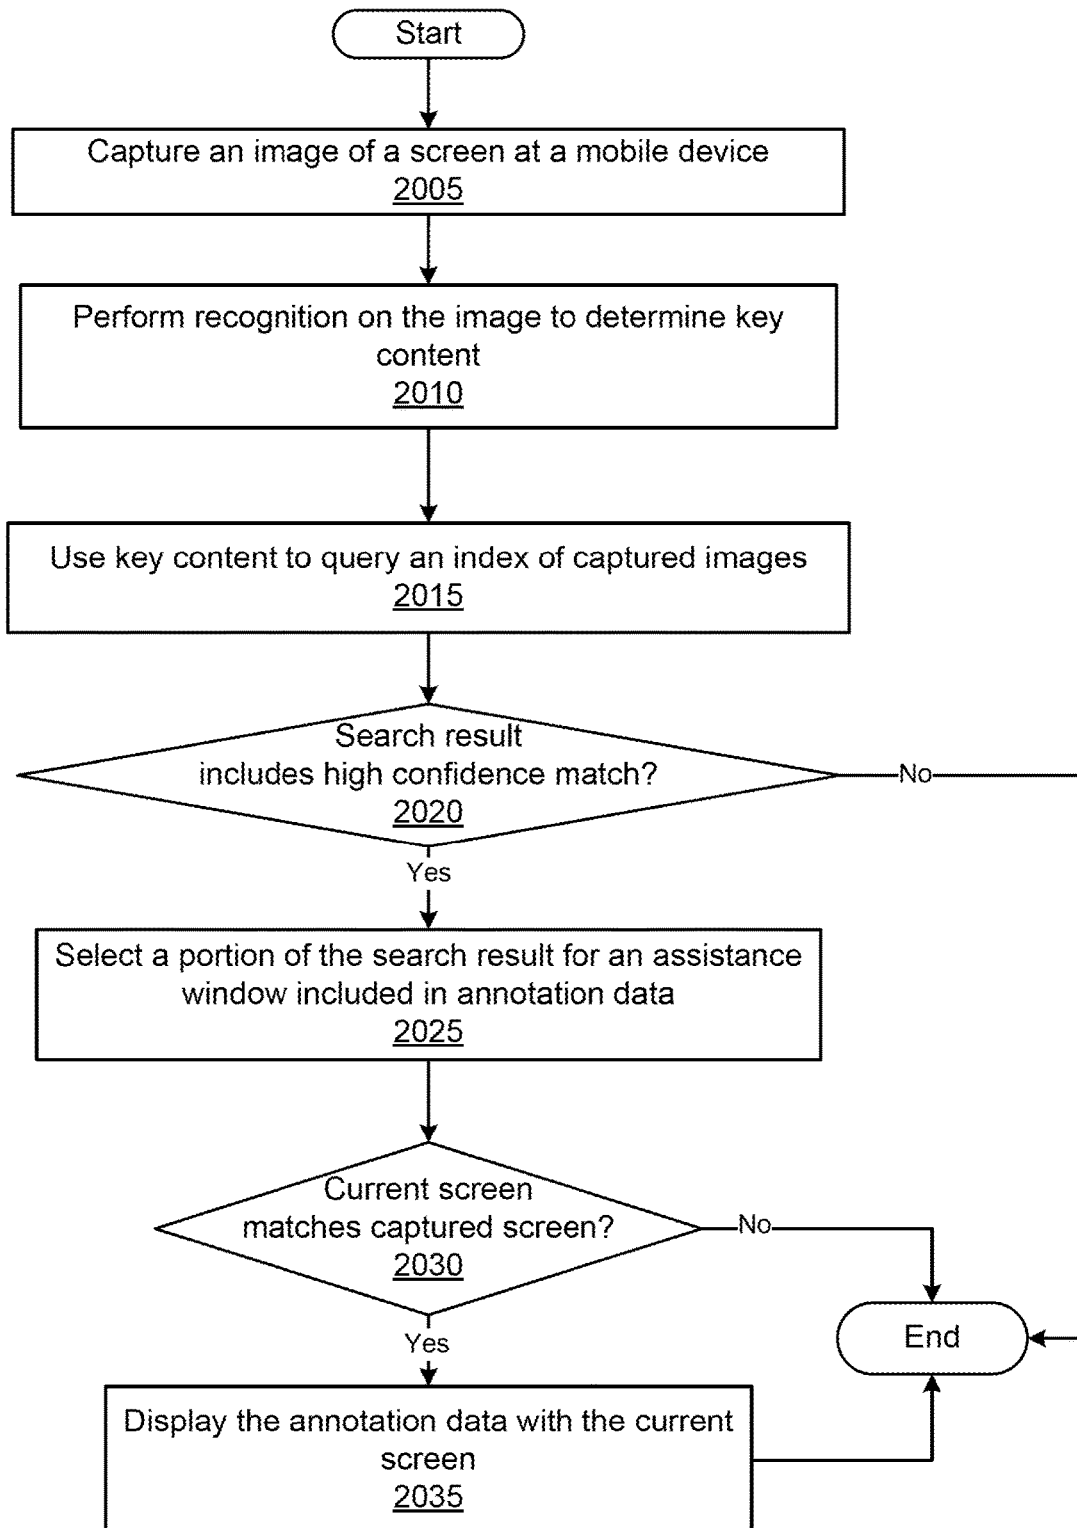 Start
Capture an image of a screen at a mobile device
2005
Perform recognition on the image to determine key
content
2010
Use key content to query an index of captured images
2015
Search result
includes high confidence match?
2020
No
Yes
Select a portion of the search result for an assistance
window included in annotation data
2025
Current screen
matches captured screen?
2030
No
Yes
End
Display the annotation data with the current
screen
2035